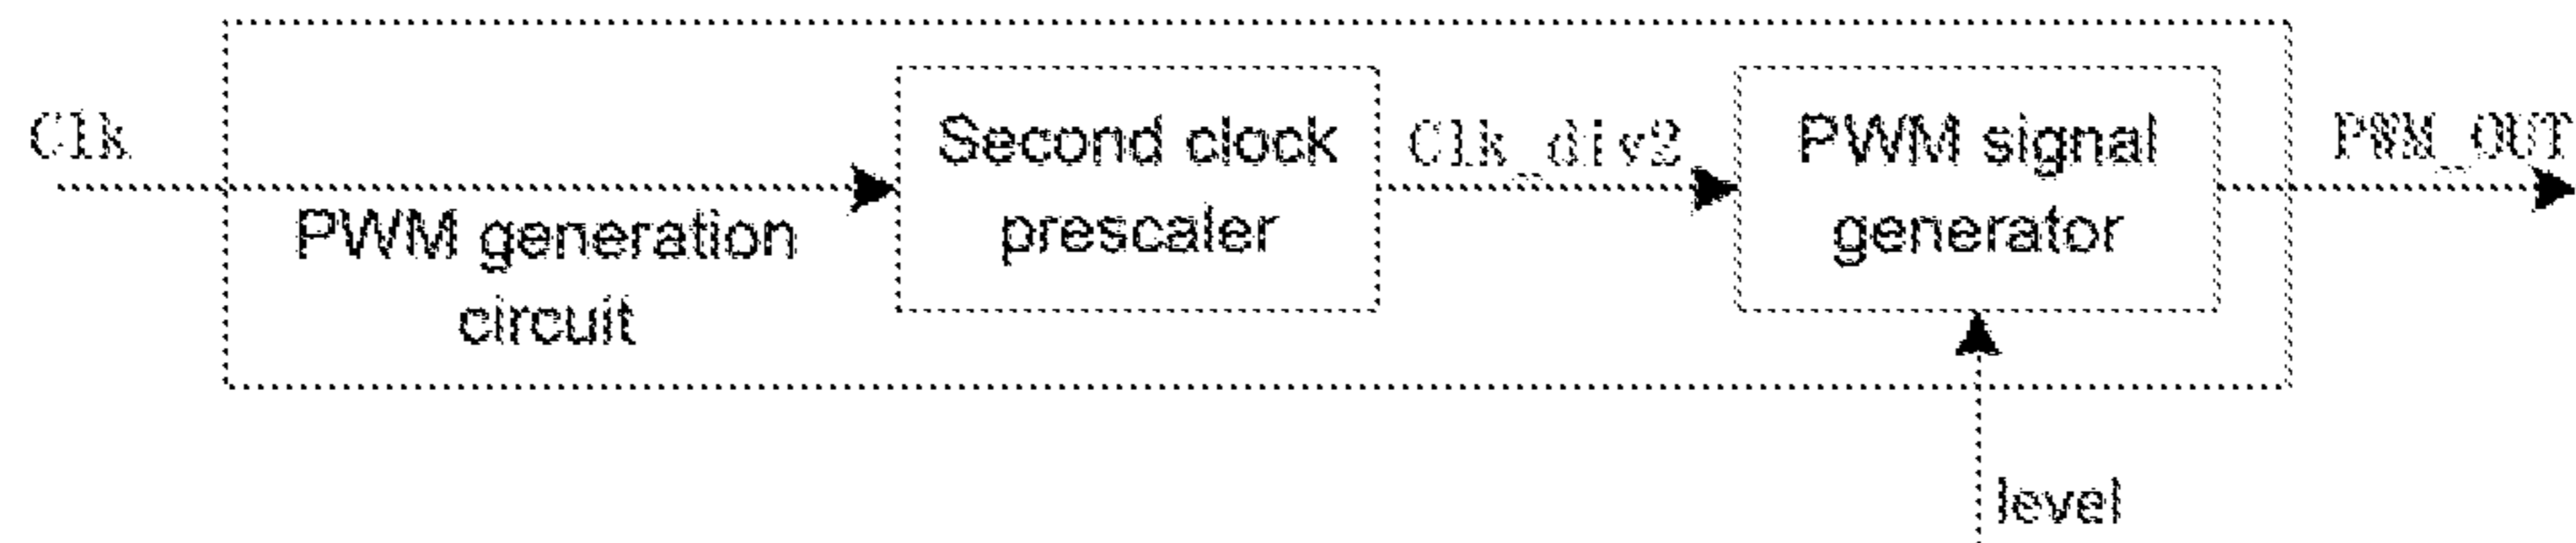 Clk
PWM generation
circuit
Second clock
prescaler
Clk_div2
PWM signal
generator
PWM_OUT
level